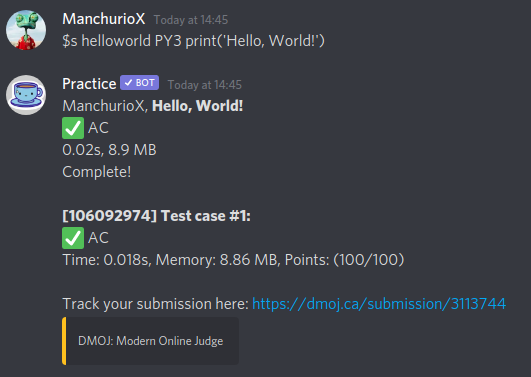 ManchurioX Today at 14:45
$s helloworld PY3 print('Hello, World!')
Practice ✓ BOT Today at 14:45
ManchurioX, Hello, World!
✅ AC
0.02s, 8.9 MB
Complete!
[106092974] Test case #1:
✅ AC
Time: 0.018s, Memory: 8.86 MB, Points: (100/100)
Track your submission here: https://dmoj.ca/submission/3113744
DMOJ: Modern Online Judge